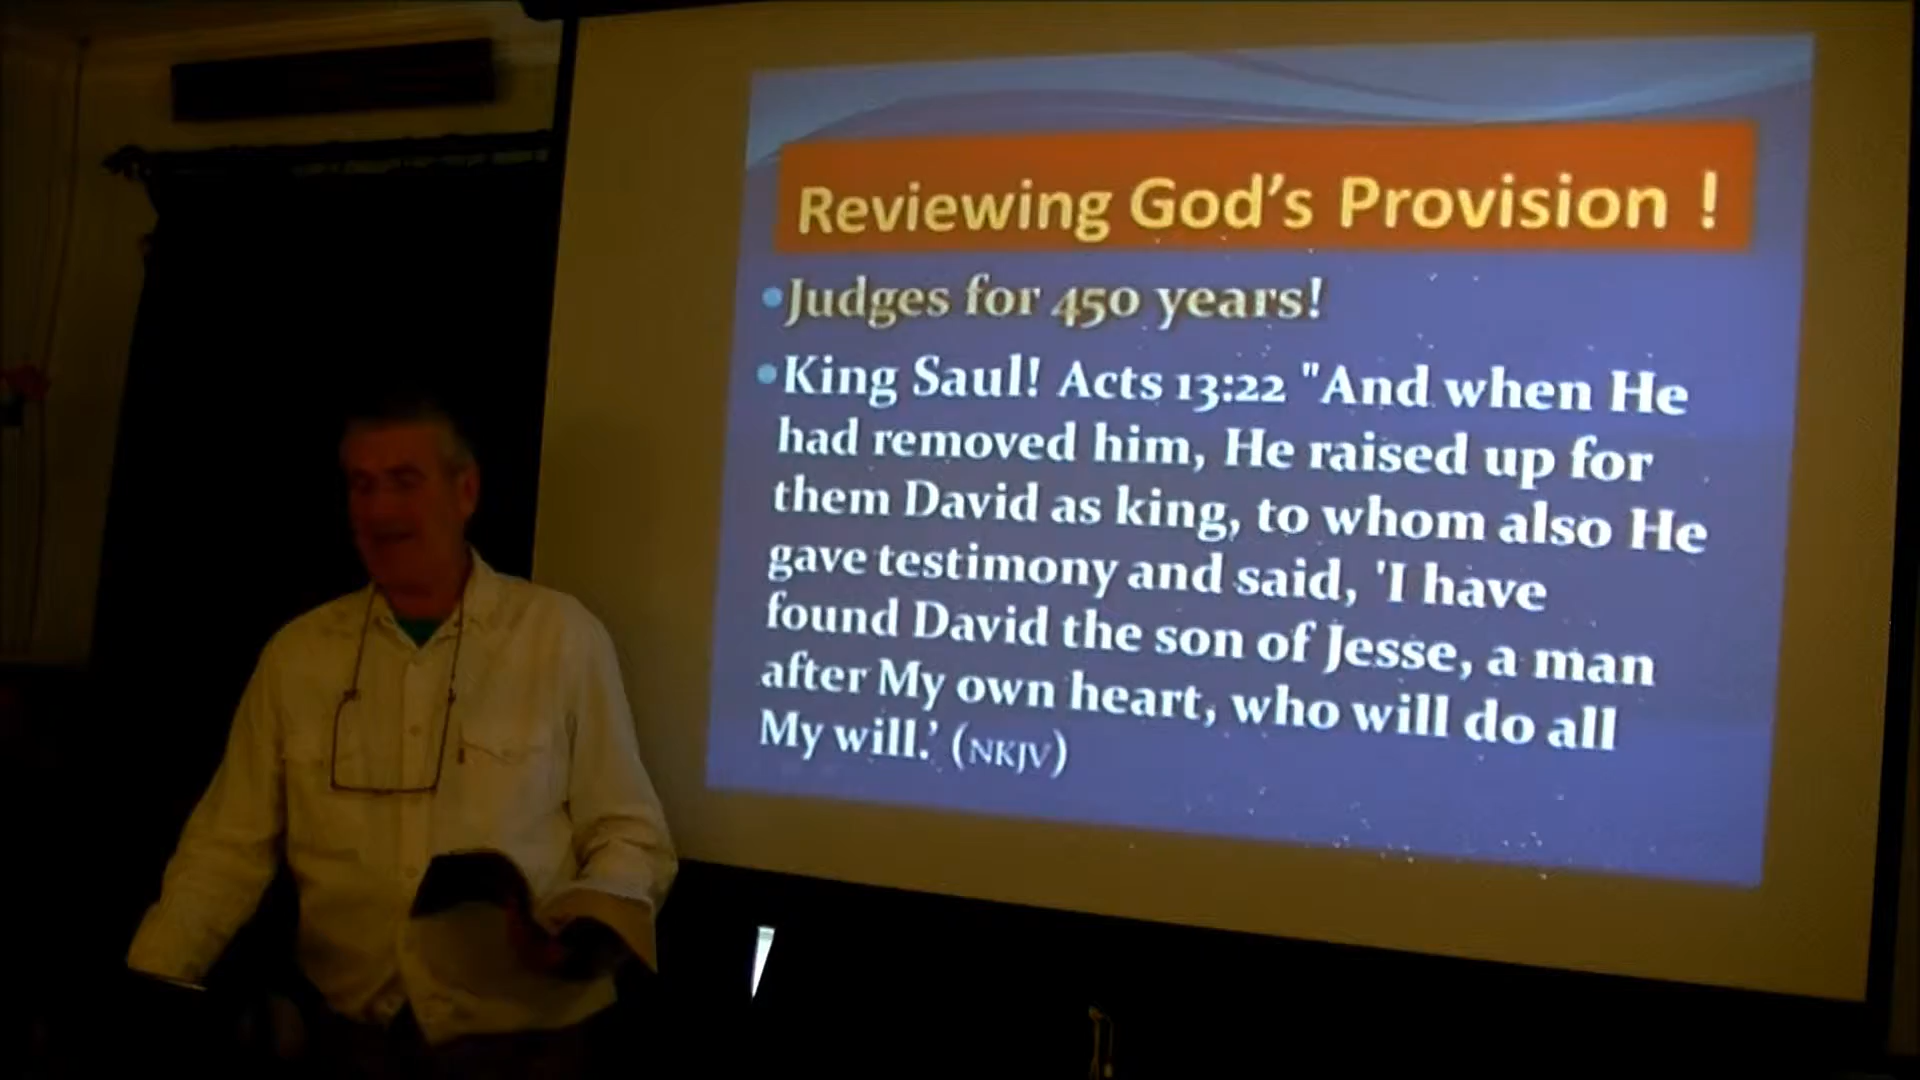 Reviewing God’s Provision !
•Judges for 450 years!
•King Saul! Acts 13:22 "And when He
had removed him, He raised up for
them David as king, to whom also He
gave testimony and said, 'I have
found David the son of Jesse, a man
after My own heart, who will do all
My will.’ (NKJV)